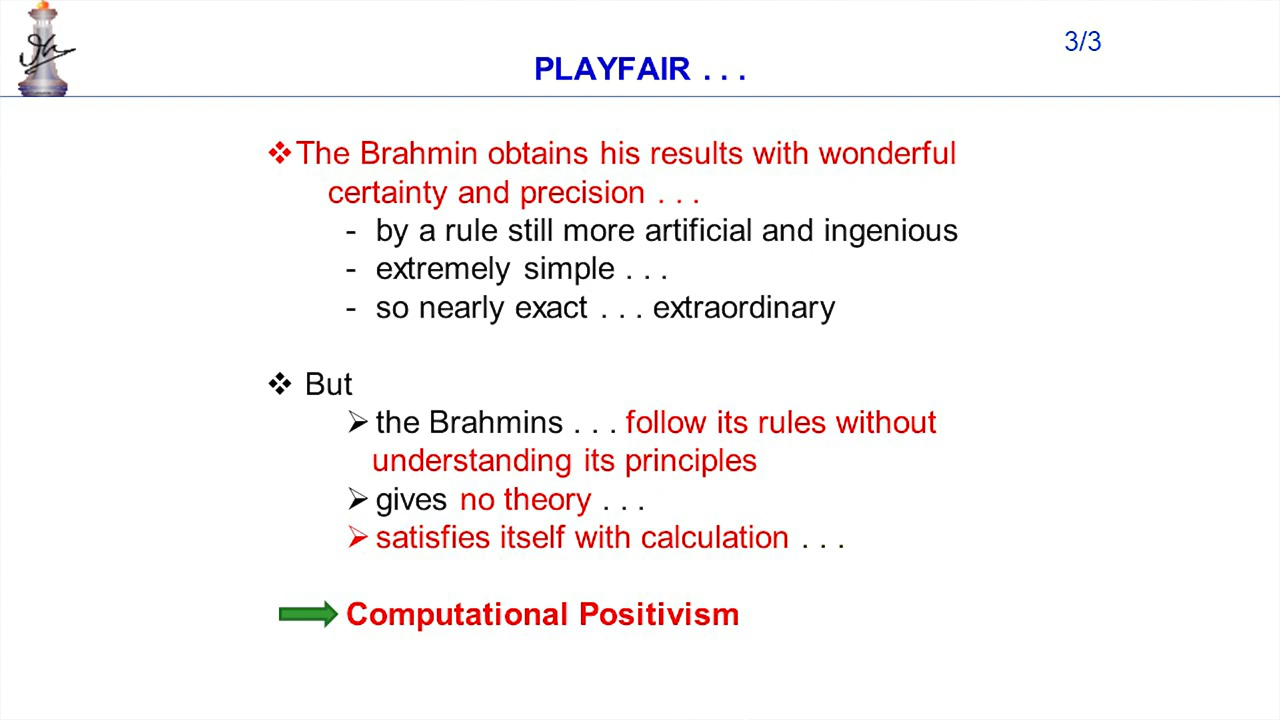 3/3
PLAYFAIR . . .
❖The Brahmin obtains his results with wonderful
certainty and precision . . .
- by a rule still more artificial and ingenious
- extremely simple . . .
- so nearly exact . . . extraordinary
❖ But
➢ the Brahmins . . . follow its rules without
understanding its principles
➢ gives no theory . . .
➢ satisfies itself with calculation . . .
Computational Positivism